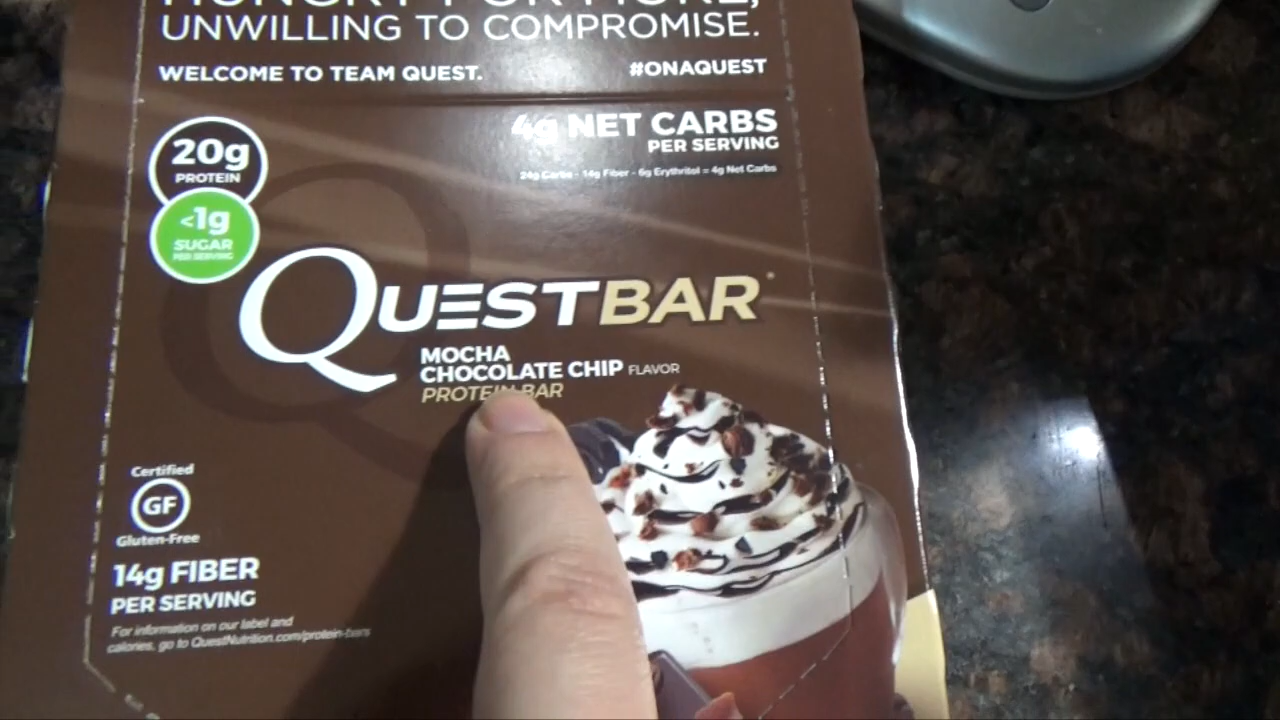 UNWILLING TO COMPROMISE.
WELCOME TO TEAM QUEST.
#ONAQUEST
4g NET CARBS
PER SERVING
24g Carbs - 14g Fiber - 6g Erythritol = 4g Net Carbs
20g
PROTEIN
<1g
SUGAR
PER SERVING
QUESTBAR
MOCHA
CHOCOLATE CHIP FLAVOR
PROTEIN BAR
Certified
GF
Gluten-Free
14g FIBER
PER SERVING
For information on our label and
calories, go to QuestNutrition.com/protein-bars